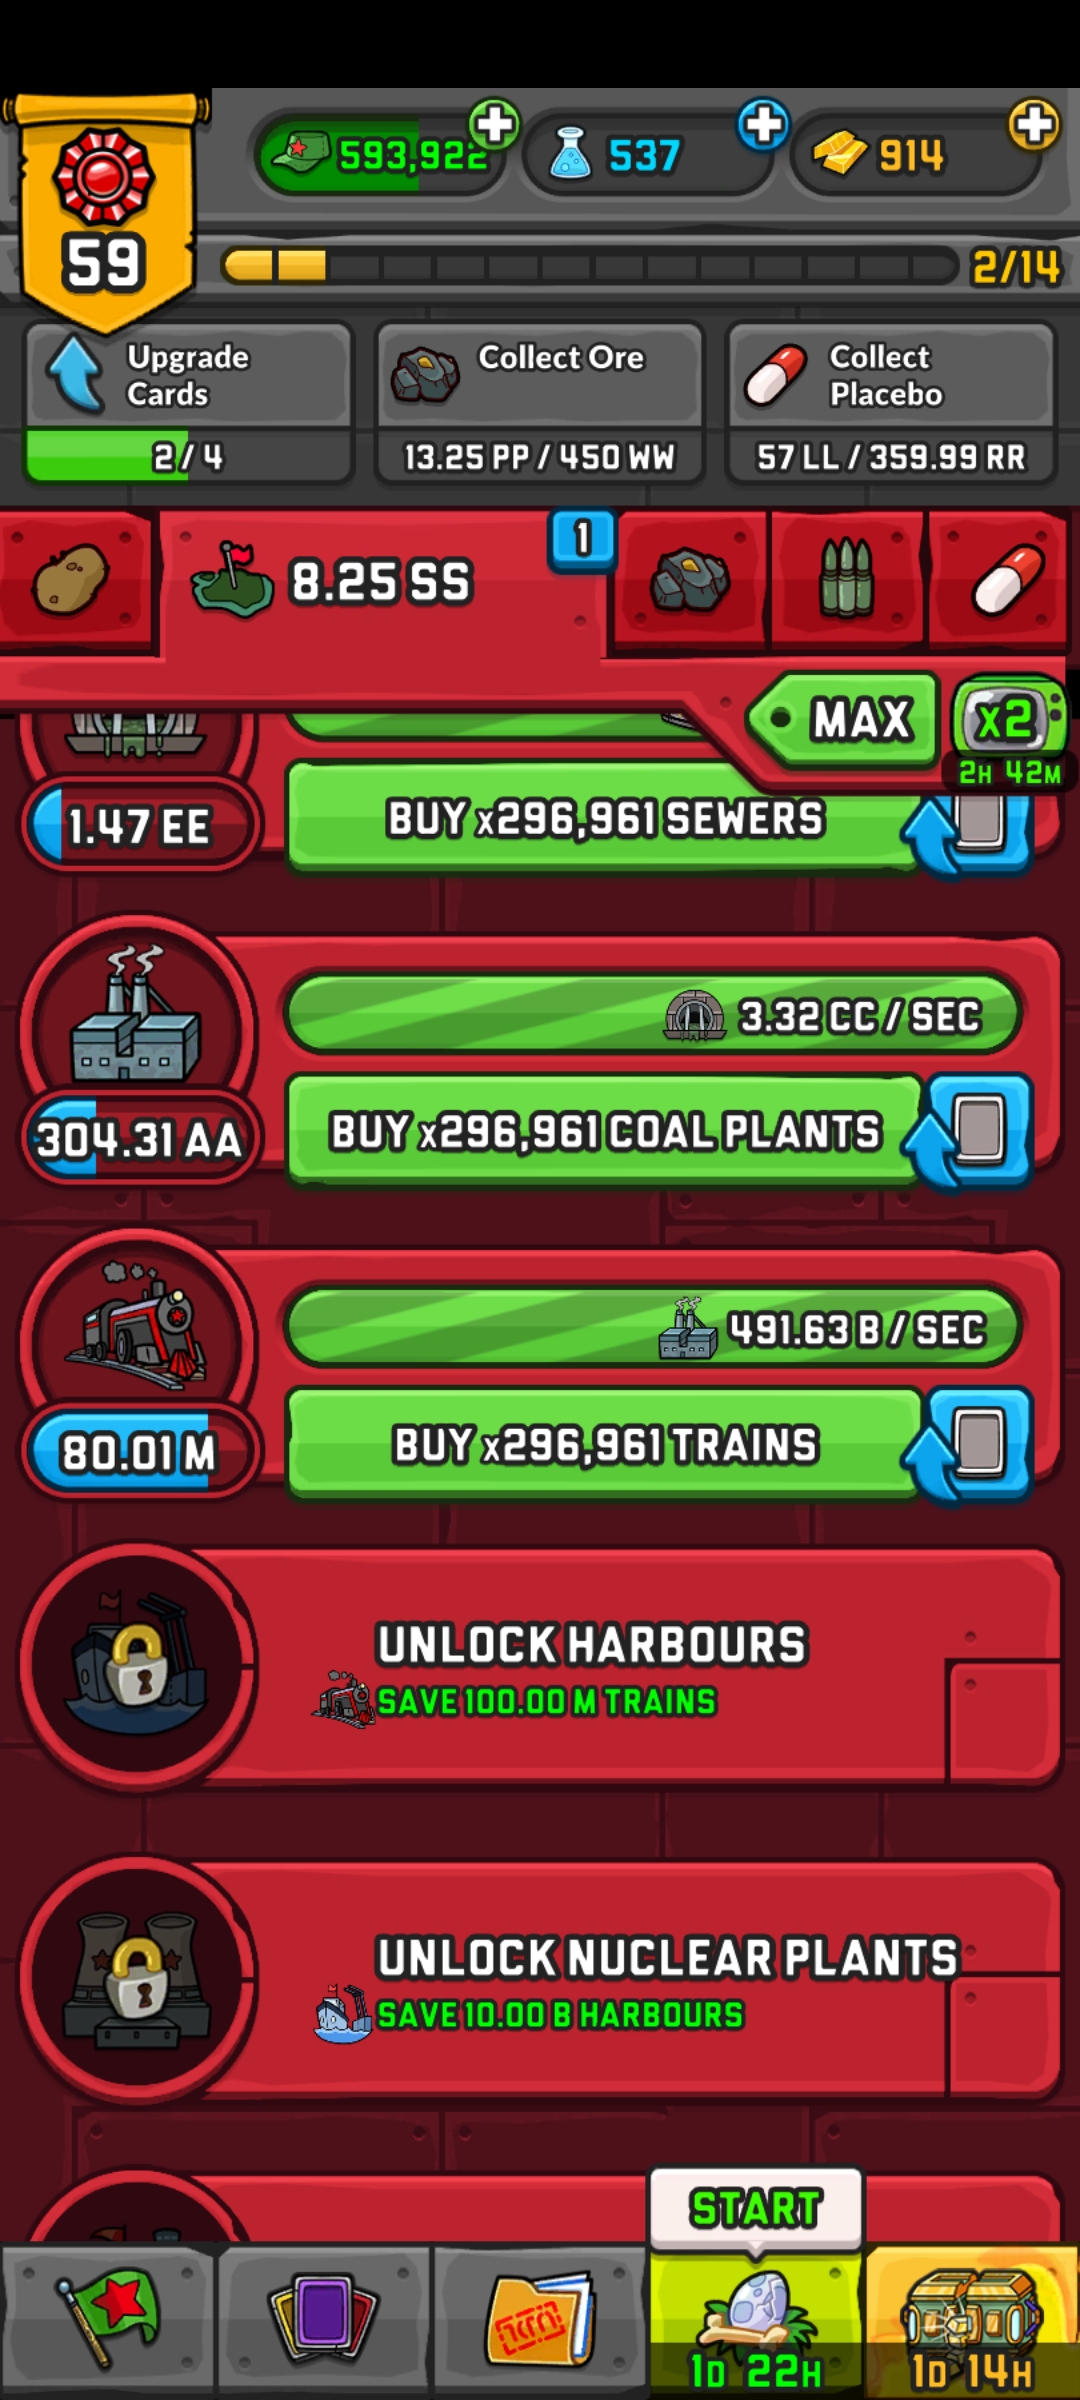 593,922
537
914
59
2/14
Upgrade
Cards
2/4
Collect Ore
13.25 PP / 450 WW
Collect
Placebo
57 LL / 359.99 RR
8.25 SS
1
MAX
x2
2H 42M
1.47 EE
BUY x296,961 SEWERS
3.32 CC / SEC
304.31 AA
BUY x296,961 COAL PLANTS
491.63 B / SEC
80.01 M
BUY x296,961 TRAINS
UNLOCK HARBOURS
SAVE 100.00 M TRAINS
UNLOCK NUCLEAR PLANTS
SAVE 10.00 B HARBOURS
START
1D 22H
1D 14H